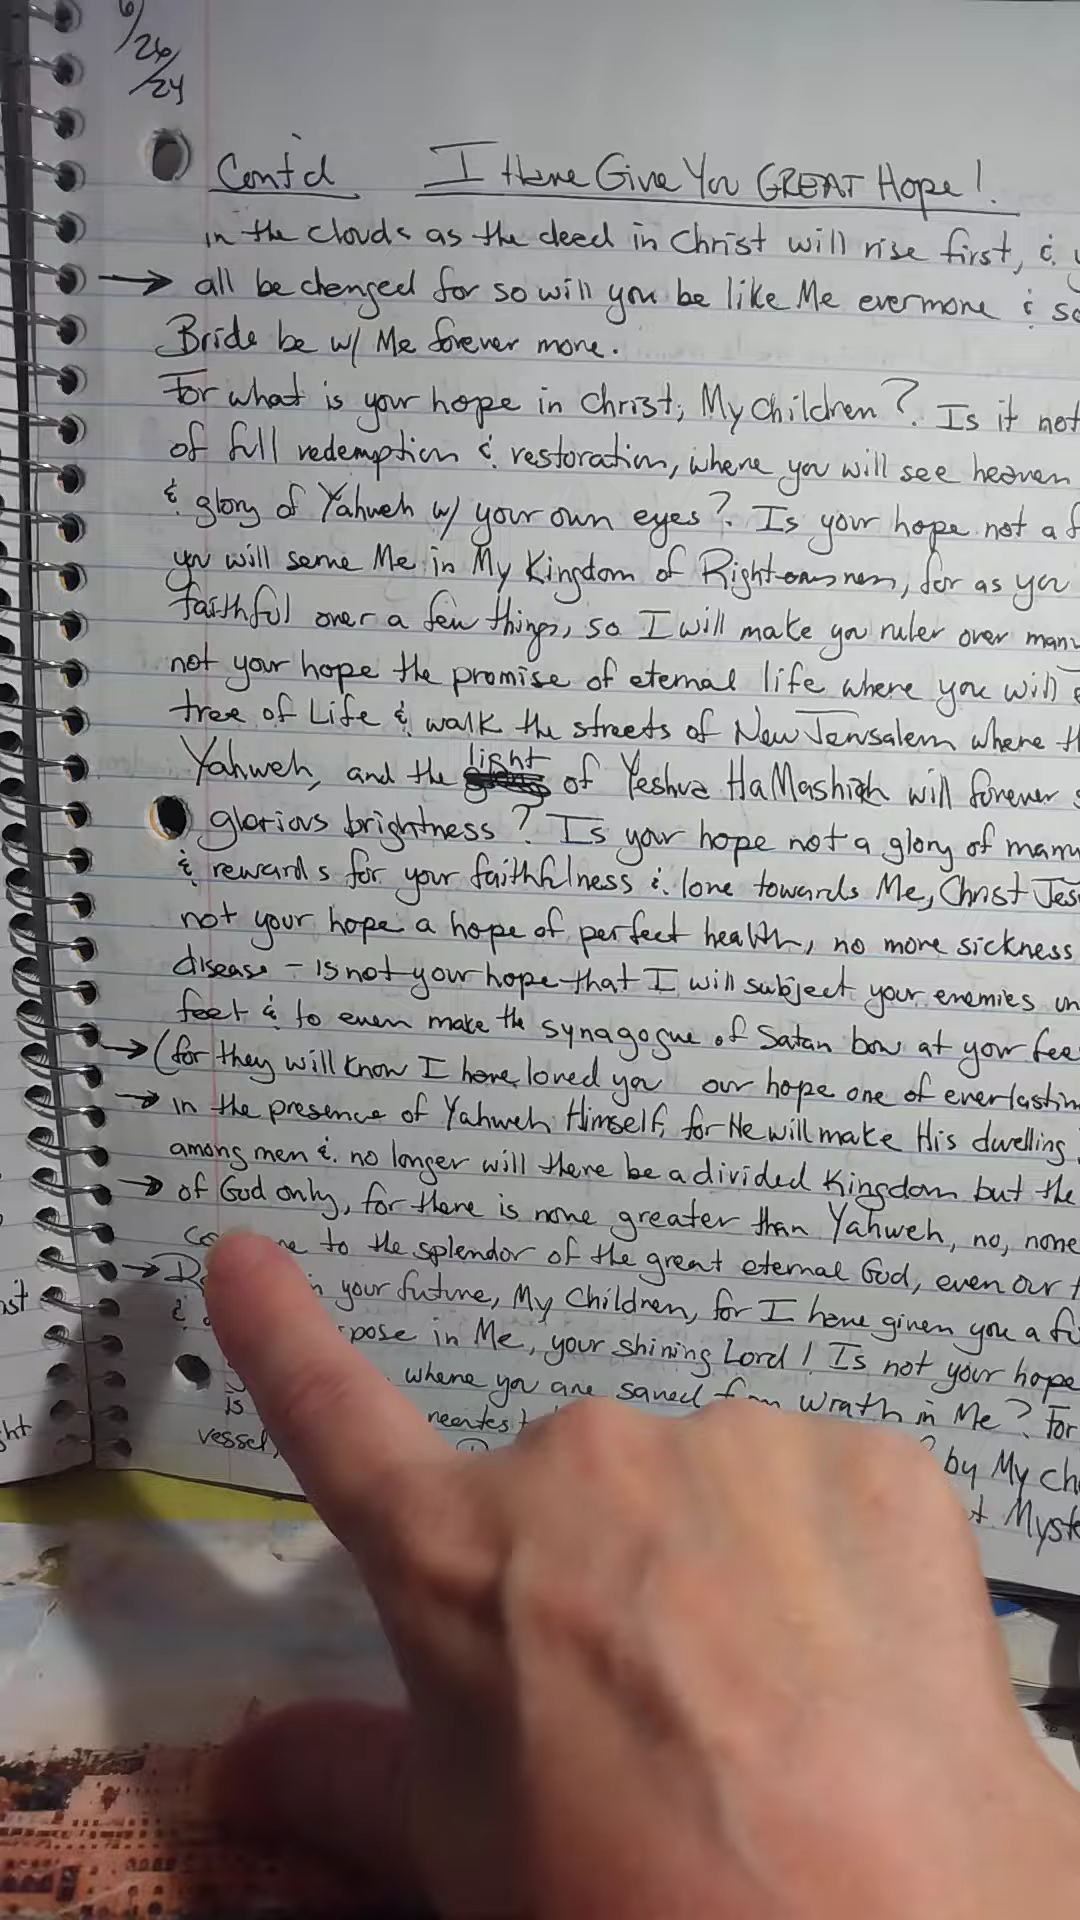 6/26/24
Cont'd I Have Give You GREAT Hope!
in the clouds as the dead in Christ will rise first, &
all be changed for so will you be like Me evermore & so
Bride be w/ Me forever more.
For what is your hope in Christ, My Children? Is it not
of full redemption & restoration, where you will see heaven
& glory of Yahweh w/ your own eyes? Is your hope not a
you will serve Me in My Kingdom of Righteousness, for as you
faithful over a few things, so I will make you ruler over many
not your hope the promise of eternal life where you will
tree of Life & walk the streets of New Jerusalem where
Yahweh, and the light of Yeshua HaMashiah will forever
glorious brightness? Is your hope not a glory of many
& rewards for your faithfulness & love towards Me, Christ Jes
not your hope a hope of perfect health, no more sickness
disease - is not your hope that I will subject your enemies un
feet & to even make the synagogue of Satan bow at your fee
(for they will know I have loved you our hope one of everlastin
in the presence of Yahweh Himself, for He will make His dwelling
among men & no longer will there be a divided Kingdom but the
of God only, for there is none greater than Yahweh, no, none
to the splendor of the great eternal God, even our
in your future, My Children, for I have given you a fu
& pose in Me, your shining Lord! Is not your hope
where you are saved from wrath in Me? For
is
vessel, by My Ch
Myst
ht